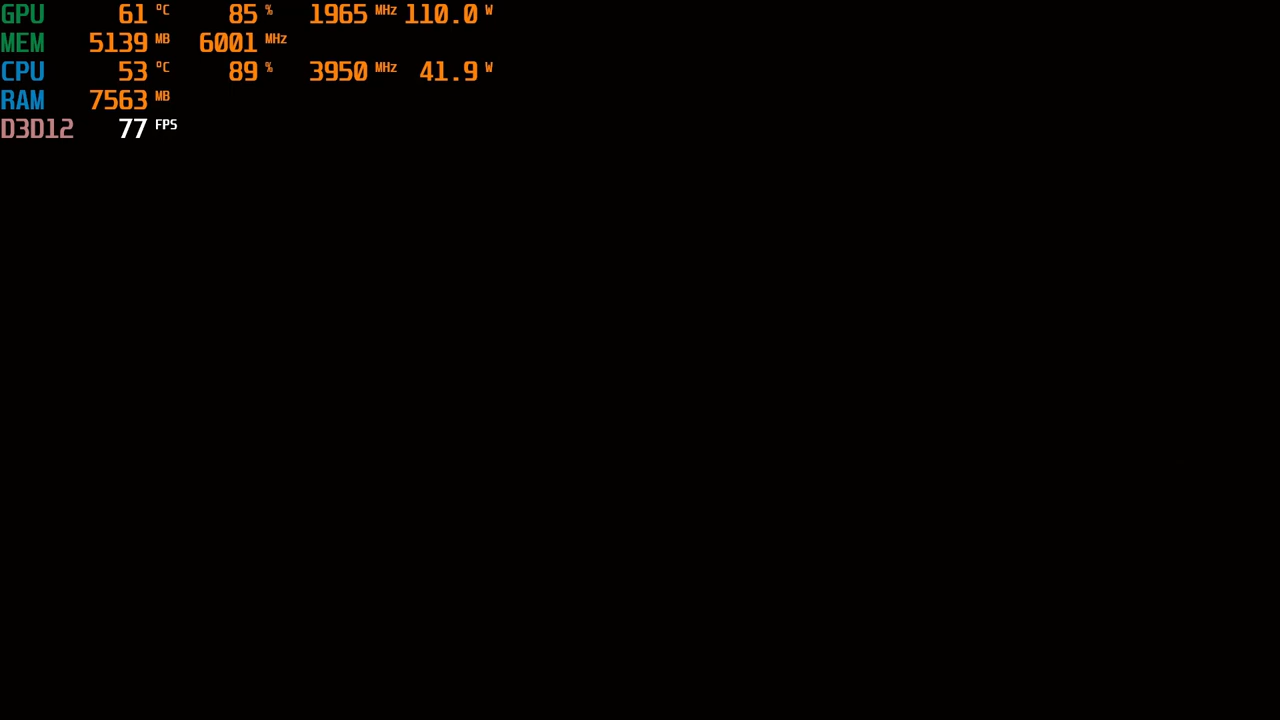 GPU 61 °C 85 % 1965 MHz 110.0 W
MEM 5139 MB 6001 MHz
CPU 53 °C 89 % 3950 MHz 41.9 W
RAM 7563 MB
D3D12 77 FPS